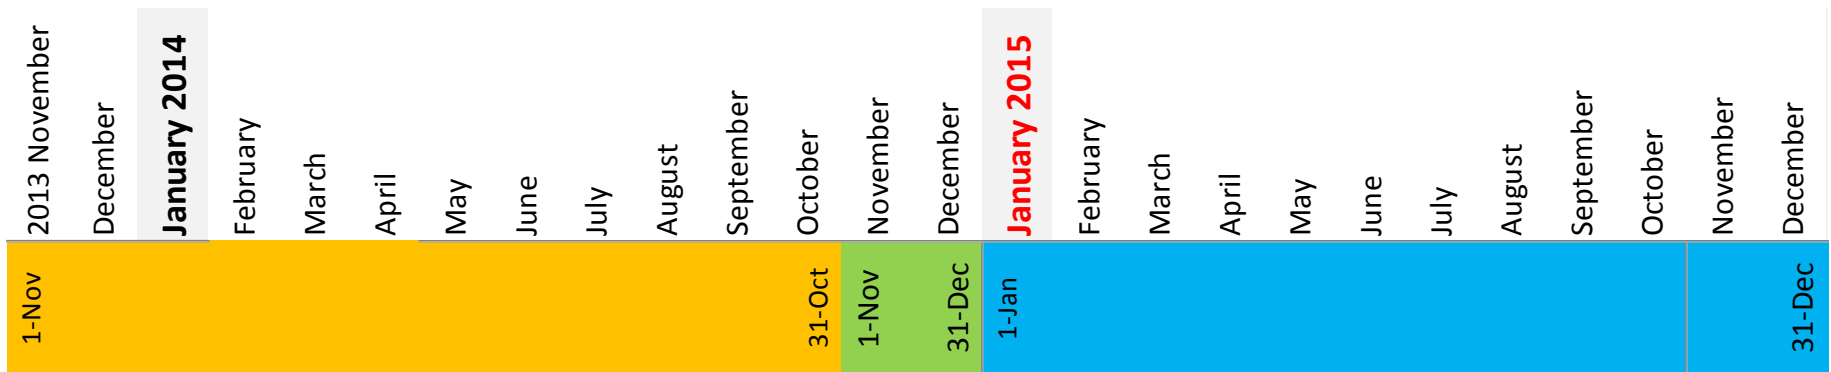 2013 November
December
January 2014
February
March
April
May
June
July
August
September
October
November
December
January 2015
February
March
April
May
June
July
August
September
October
November
December
1-Nov
31-Oct
1-Nov
31-Dec
1-Jan
31-Dec